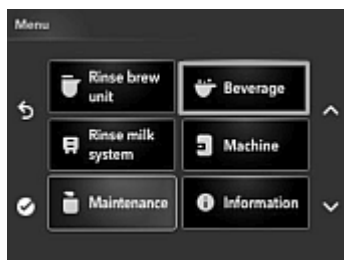 Menu
Rinse brew
unit
Beverage
Rinse milk
system
Machine
Maintenance
Information